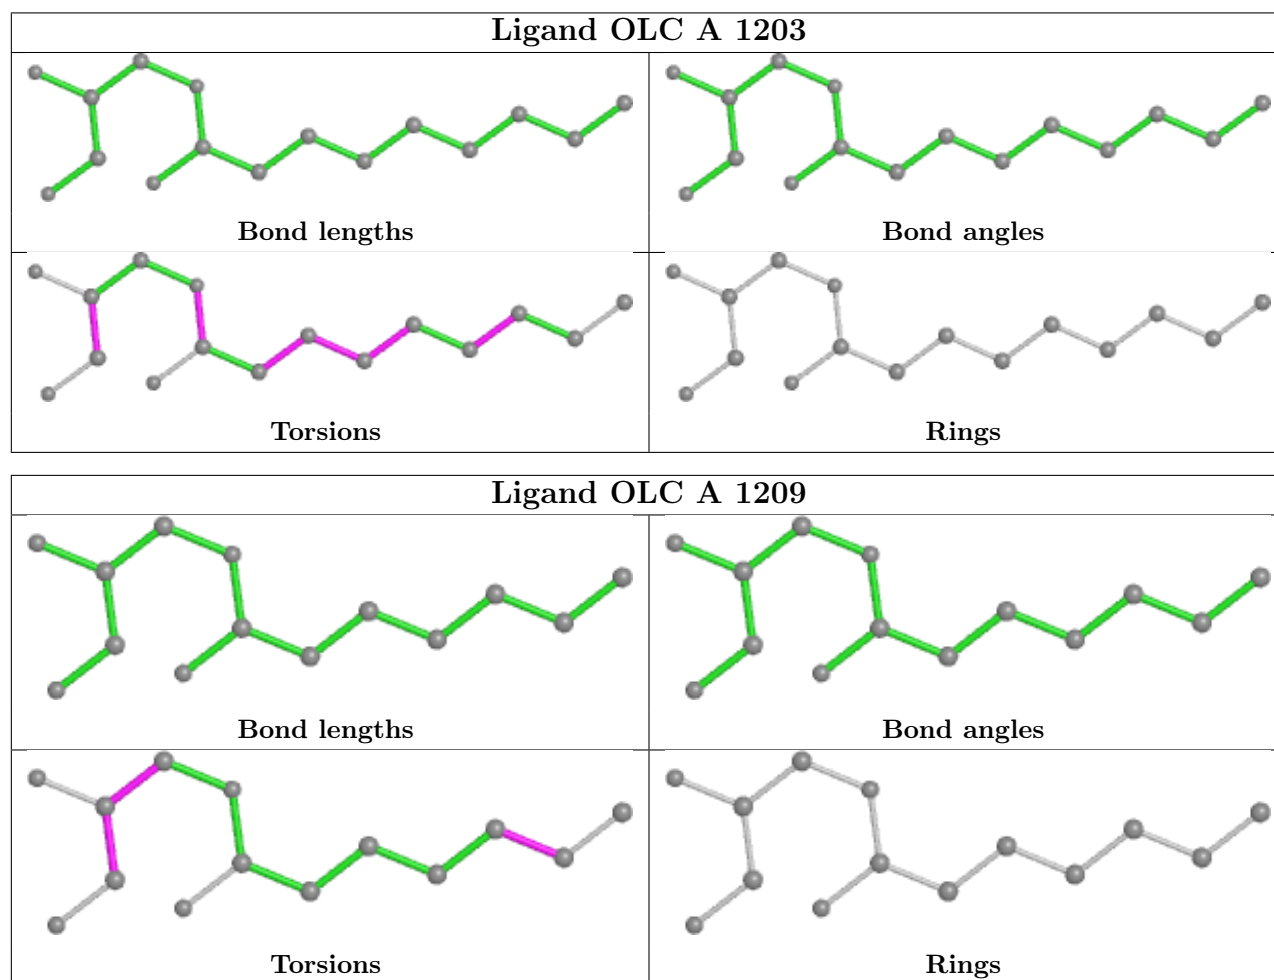 Ligand OLC A 1203
Bond lengths
Bond angles
Torsions
Rings
Ligand OLC A 1209
Bond lengths
Bond angles
Torsions
Rings